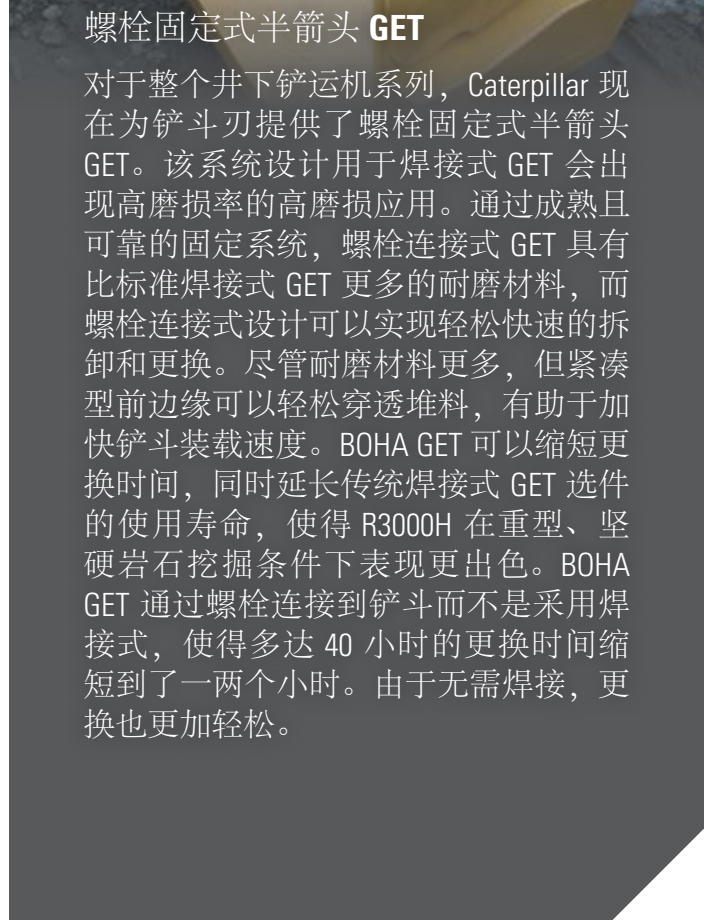 螺栓固定式半箭头 GET
对于整个井下铲运机系列，Caterpillar 现
在为铲斗刃提供了螺栓固定式半箭头
GET。该系统设计用于焊接式 GET 会出
现高磨损率的高磨损应用。通过成熟且
可靠的固定系统，螺栓连接式 GET 具有
比标准焊接式 GET 更多的耐磨材料，而
螺栓连接式设计可以实现轻松快速的拆
卸和更换。尽管耐磨材料更多，但紧凑
型前边缘可以轻松穿透堆料，有助于加
快铲斗装载速度。BOHA GET 可以缩短更
换时间，同时延长传统焊接式 GET 选件
的使用寿命，使得 R3000H 在重型、坚
硬岩石挖掘条件下表现更出色。BOHA
GET 通过螺栓连接到铲斗而不是采用焊
接式，使得多达 40 小时的更换时间缩
短到了一两个小时。由于无需焊接，更
换也更加轻松。